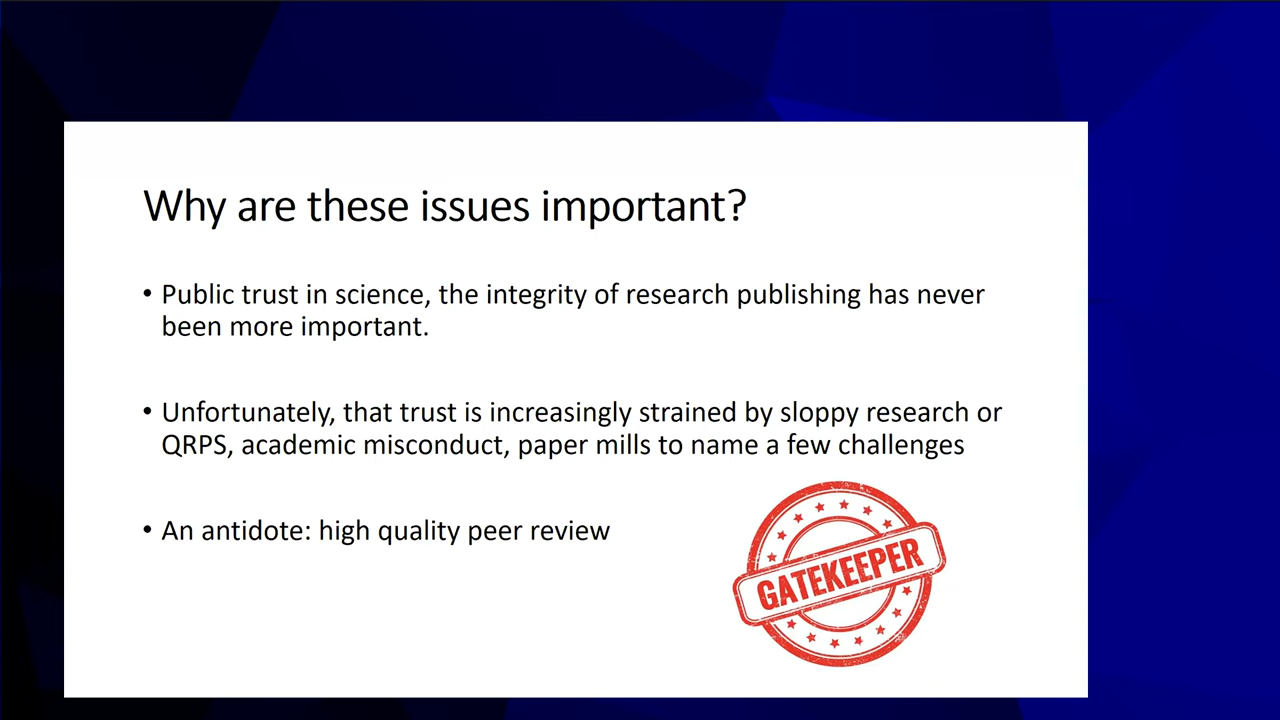 Why are these issues important?
• Public trust in science, the integrity of research publishing has never
been more important.
• Unfortunately, that trust is increasingly strained by sloppy research or
QRPS, academic misconduct, paper mills to name a few challenges
• An antidote: high quality peer review
GATEKEEPER